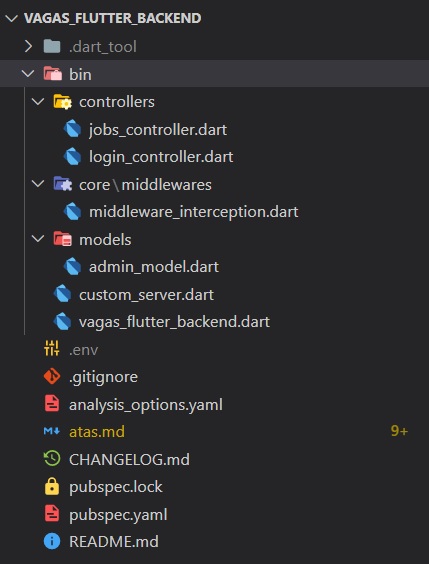 VAGAS_FLUTTER_BACKEND
.dart_tool
bin
controllers
jobs_controller.dart
login_controller.dart
core\middlewares
middleware_interception.dart
models
admin_model.dart
custom_server.dart
vagas_flutter_backend.dart
.env
.gitignore
analysis_options.yaml
atas.md 9+
CHANGELOG.md
pubspec.lock
pubspec.yaml
README.md